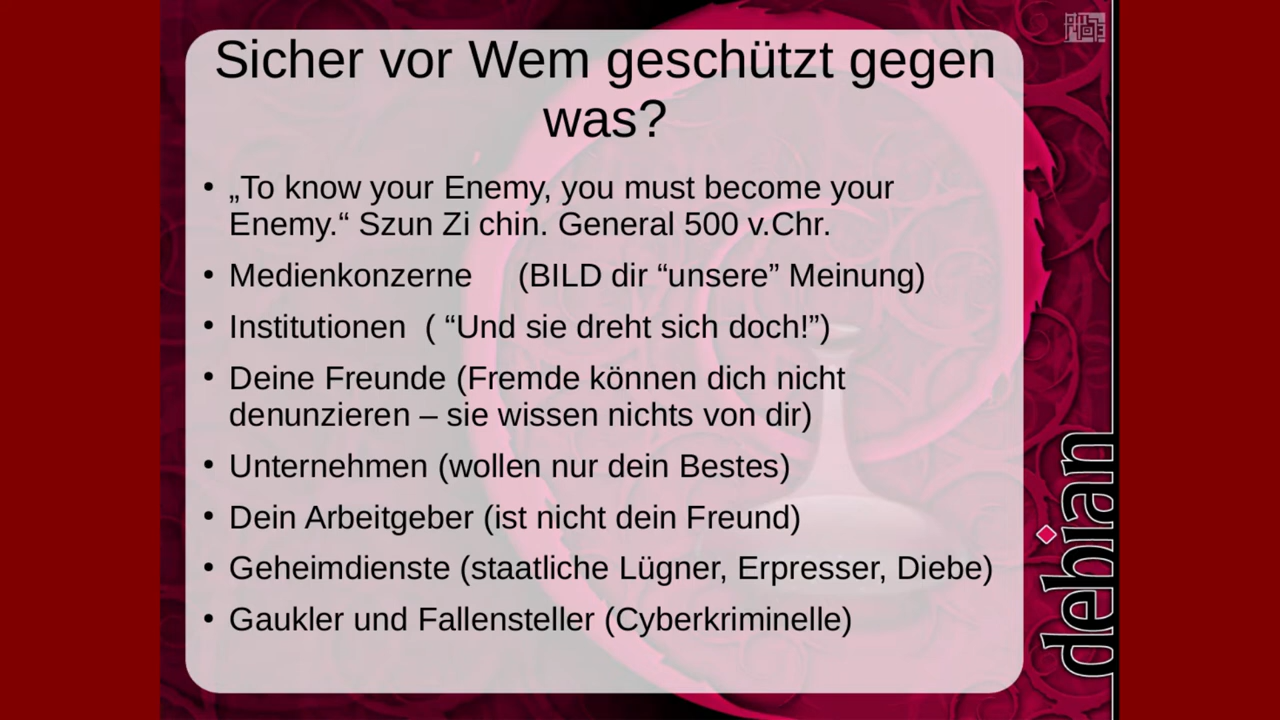 Sicher vor Wem geschützt gegen
was?
• „To know your Enemy, you must become your
Enemy.“ Szun Zi chin. General 500 v.Chr.
• Medienkonzerne (BILD dir “unsere” Meinung)
• Institutionen ( “Und sie dreht sich doch!”)
• Deine Freunde (Fremde können dich nicht
denunzieren – sie wissen nichts von dir)
• Unternehmen (wollen nur dein Bestes)
• Dein Arbeitgeber (ist nicht dein Freund)
• Geheimdienste (staatliche Lügner, Erpresser, Diebe)
• Gaukler und Fallensteller (Cyberkriminelle)
debian